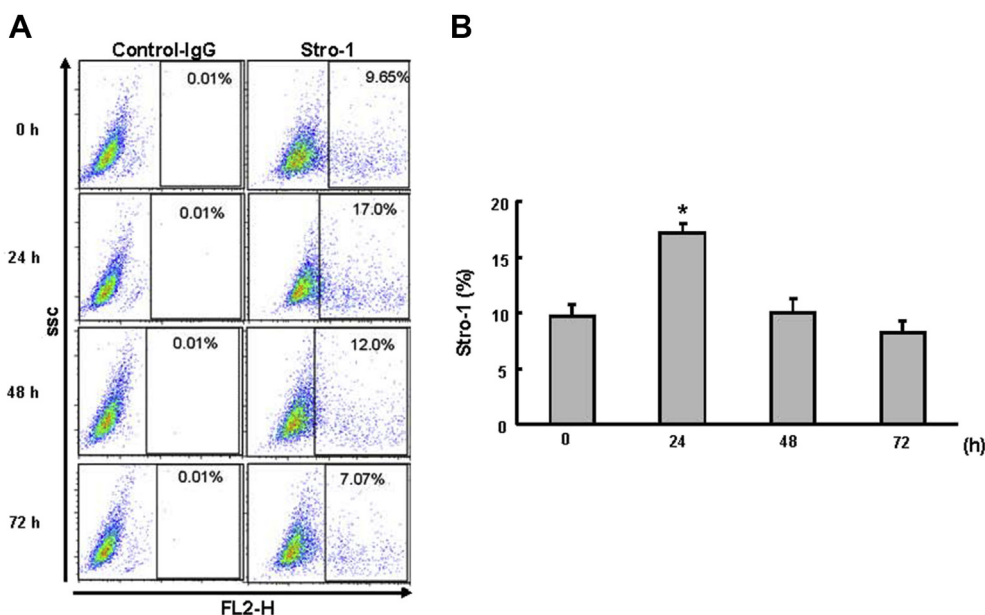 A
Control-IgG
Stro-1
0 h
0.01%
9.65%
24 h
0.01%
17.0%
48 h
0.01%
12.0%
72 h
0.01%
7.07%
ssc
FL2-H
B
Stro-1 (%)
20
15
10
5
0
*
0
24
48
72
(h)